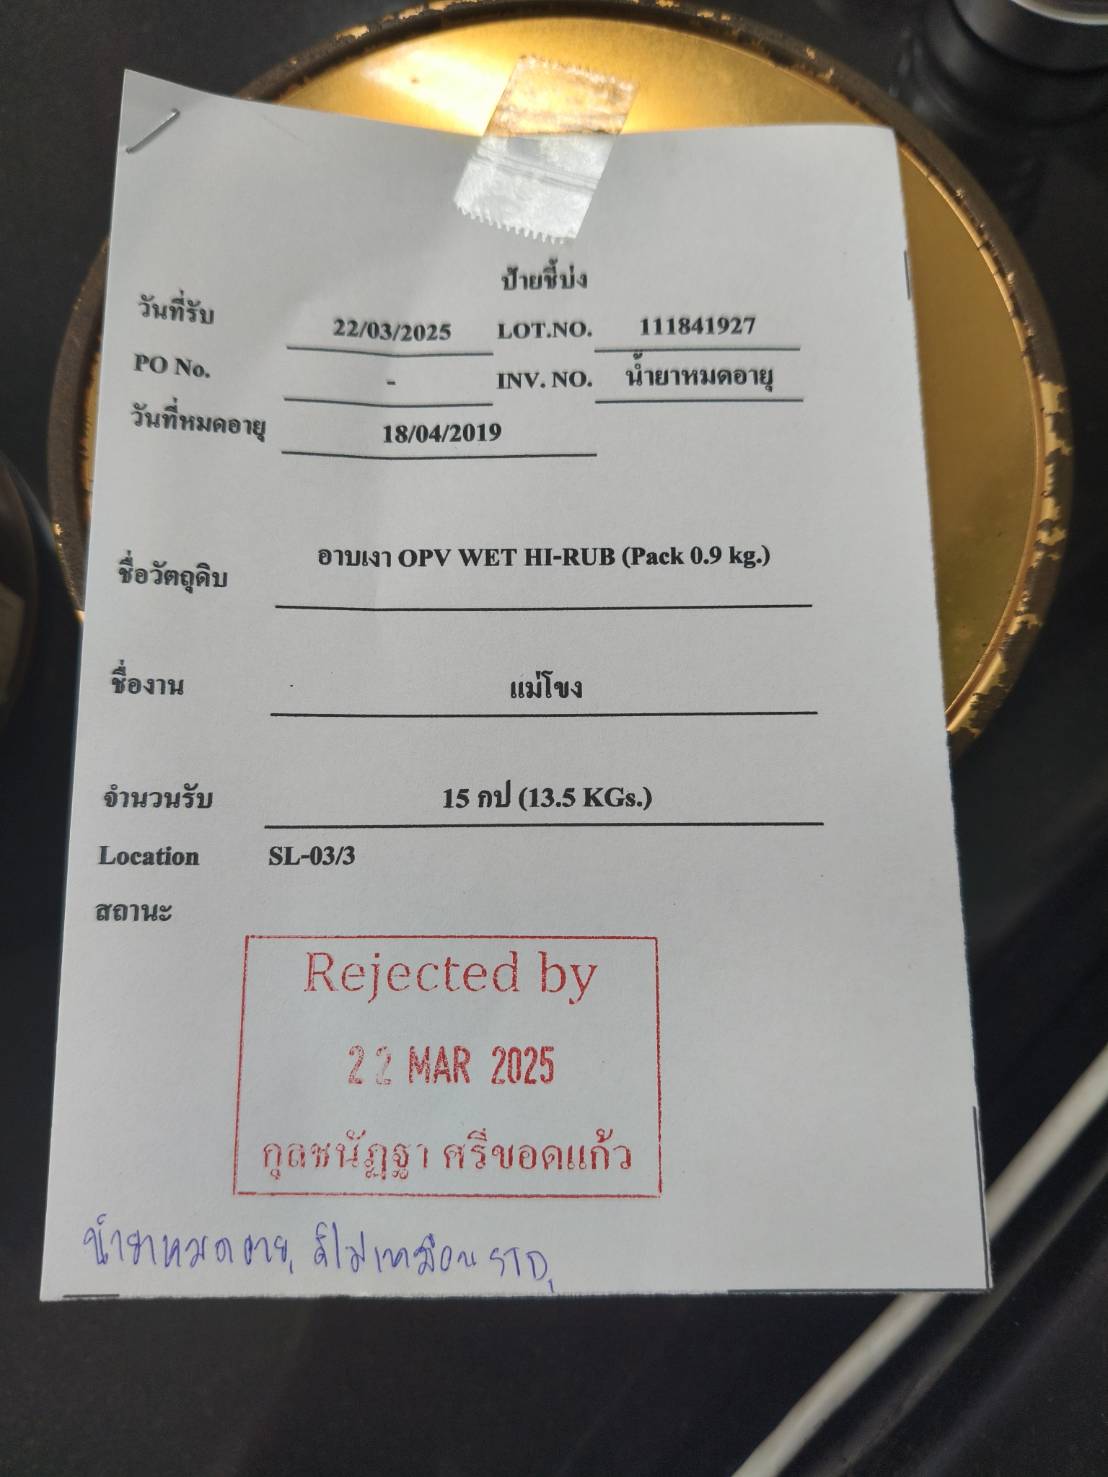 ป้ายชี้บ่ง
วันที่รับ 22/03/2025 LOT.NO. 111841927
PO No. - INV. NO. น้ำยาหมดอายุ
วันที่หมดอายุ 18/04/2019
ชื่อวัตถุดิบ อาบเงา OPV WET HI-RUB (Pack 0.9 kg.)
ชื่องาน แม่โขง
จำนวนรับ 15 กป (13.5 KGs.)
Location SL-03/3
สถานะ
Rejected by
22 MAR 2025
กุลชนัฏฐา ศรีขอดแก้ว
น้ำยาหมดอายุ, สีไม่เหมือน STD,